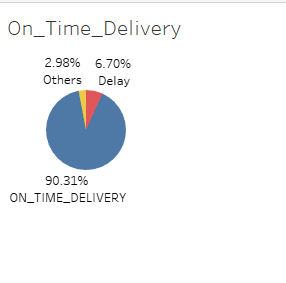 On_Time_Delivery
2.98% 6.70%
Others Delay
90.31%
ON_TIME_DELIVERY